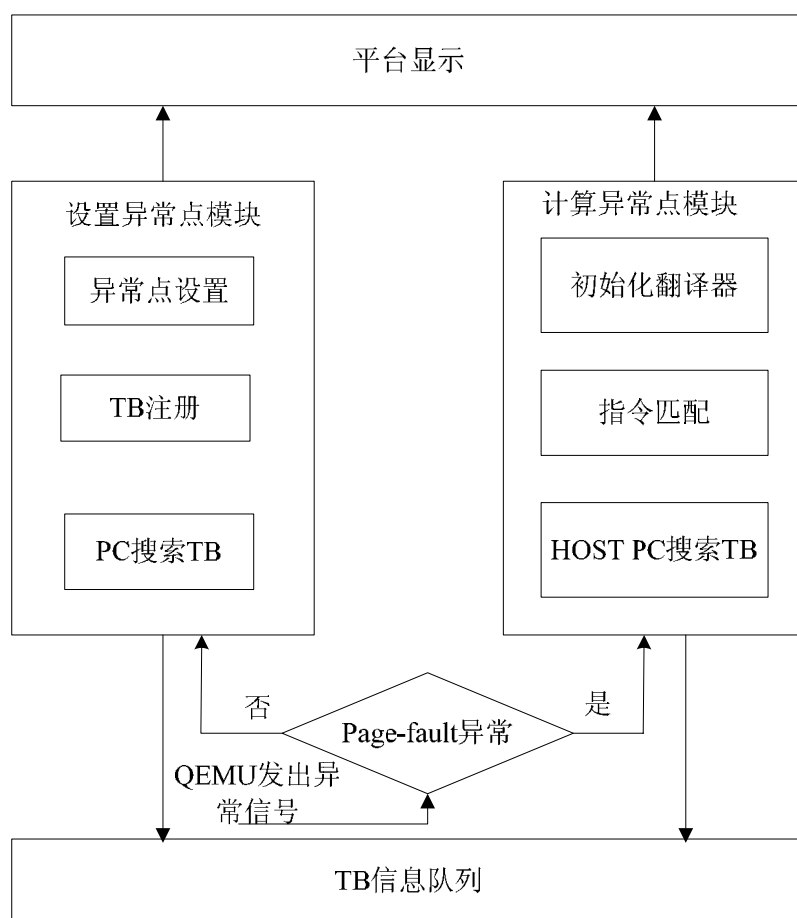 平台显示
设置异常点模块
异常点设置
TB注册
PC搜索TB
计算异常点模块
初始化翻译器
指令匹配
HOST PC搜索TB
否
Page-fault异常
是
QEMU发出异
常信号
TB信息队列